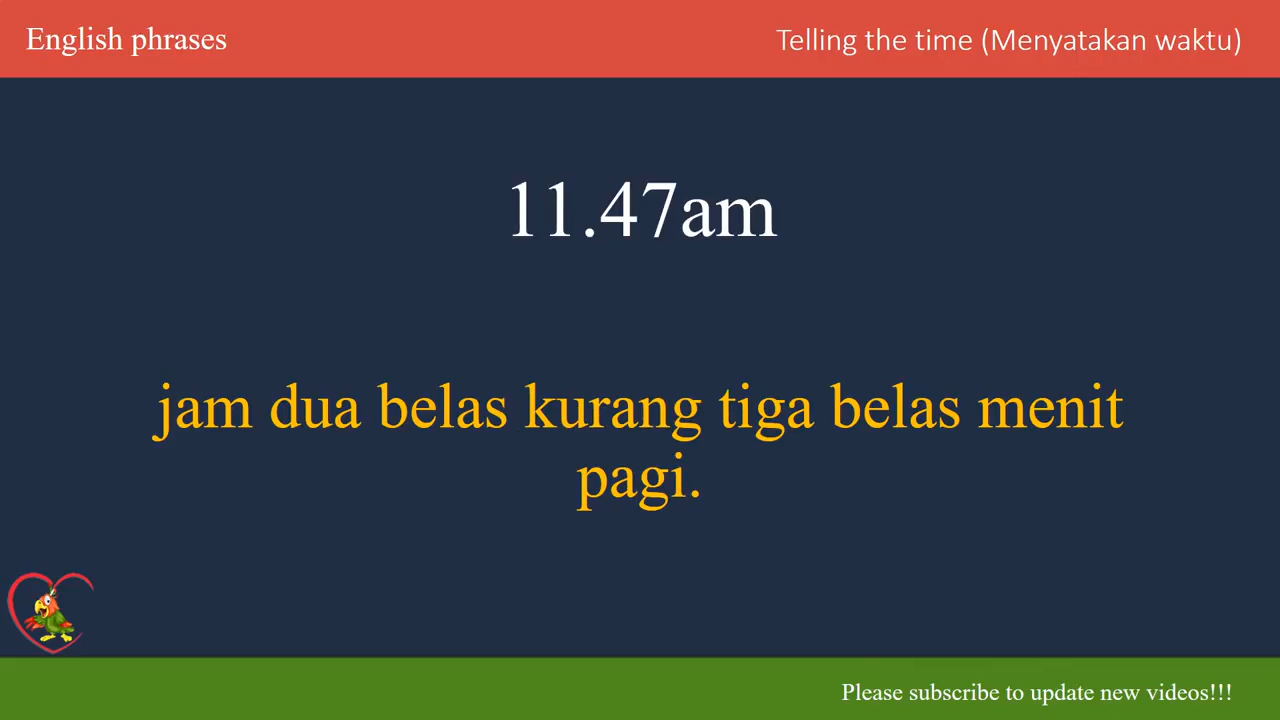 English phrases
Telling the time (Menyatakan waktu)
11.47am
jam dua belas kurang tiga belas menit
pagi.
Please subscribe to update new videos!!!